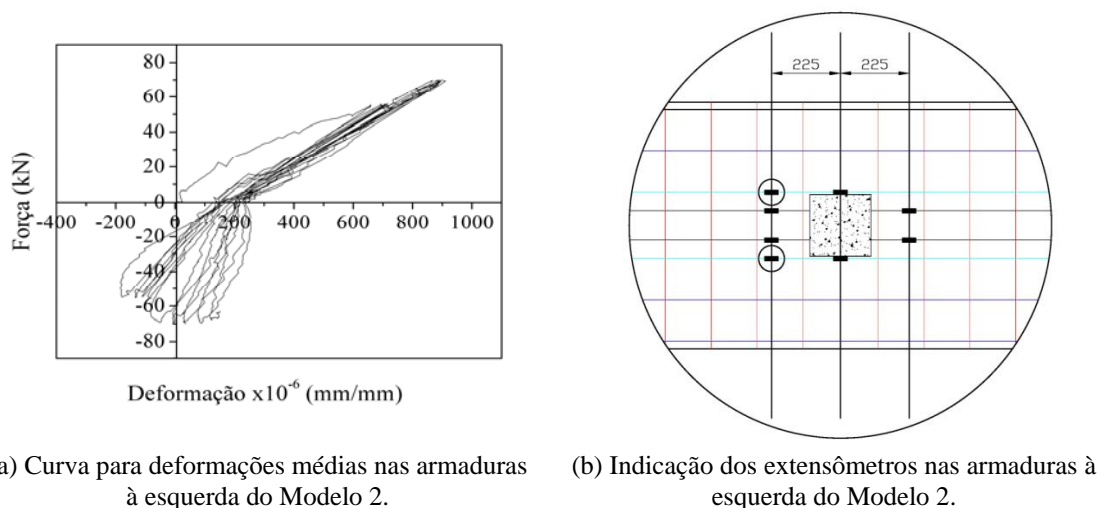 80
60
40
20
0
-20
-40
-60
-80
-400 -200 0 200 400 600 800 1000
Força (kN)
Deformação x10⁻⁶ (mm/mm)
225 225
a) Curva para deformações médias nas armaduras
à esquerda do Modelo 2.
(b) Indicação dos extensômetros nas armaduras à
esquerda do Modelo 2.